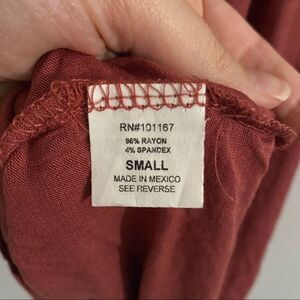 RN#101167
96% RAYON
4% SPANDEX
SMALL
MADE IN MEXICO
SEE REVERSE